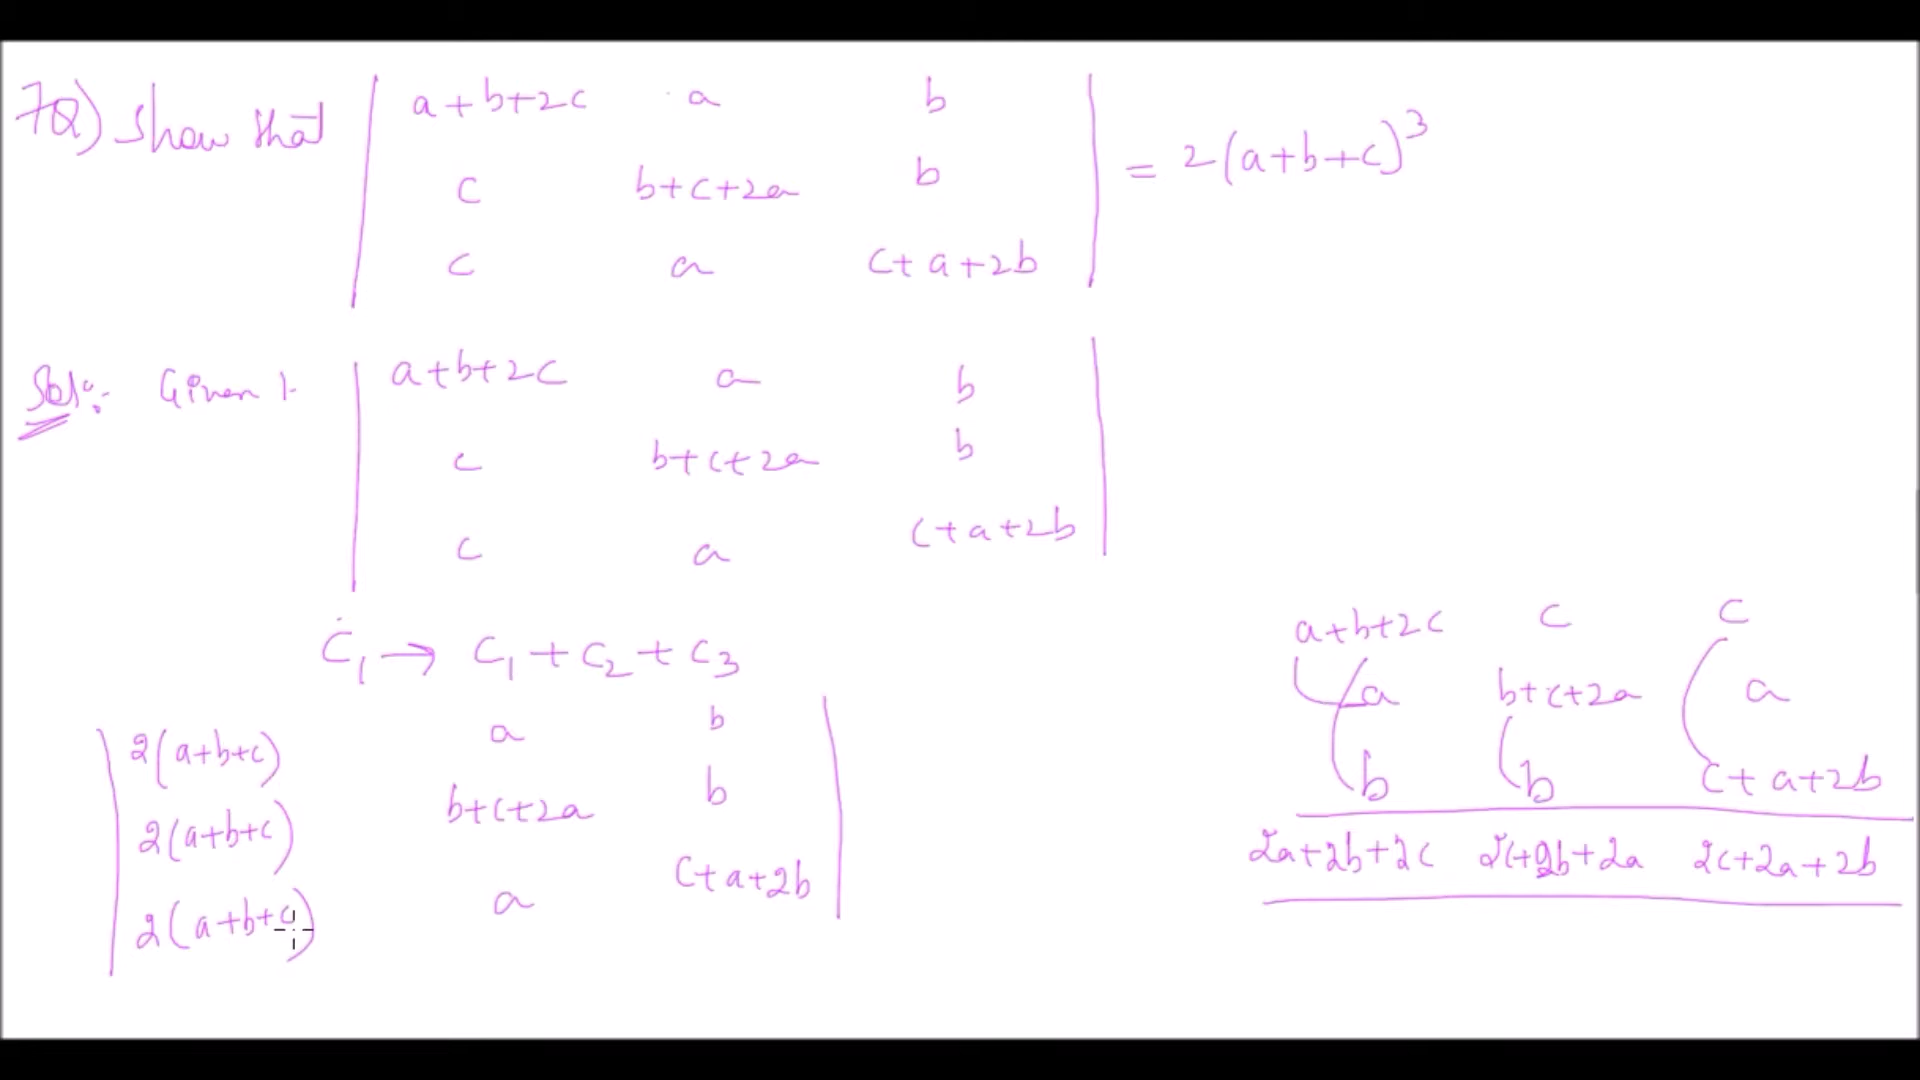 7Q) Show that | a+b+2c a b |
| c b+c+2a b | = 2(a+b+c)³
| c a c+a+2b |
Sol:- Given | a+b+2c a b |
| c b+c+2a b |
| c a c+a+2b |
C₁ → C₁ + C₂ + C₃
| 2(a+b+c) a b |
| 2(a+b+c) b+c+2a b |
| 2(a+b+c) a c+a+2b |
a+b+2c c c
a b+c+2a a
b b c+a+2b
2a+2b+2c 2c+2b+2a 2c+2a+2b